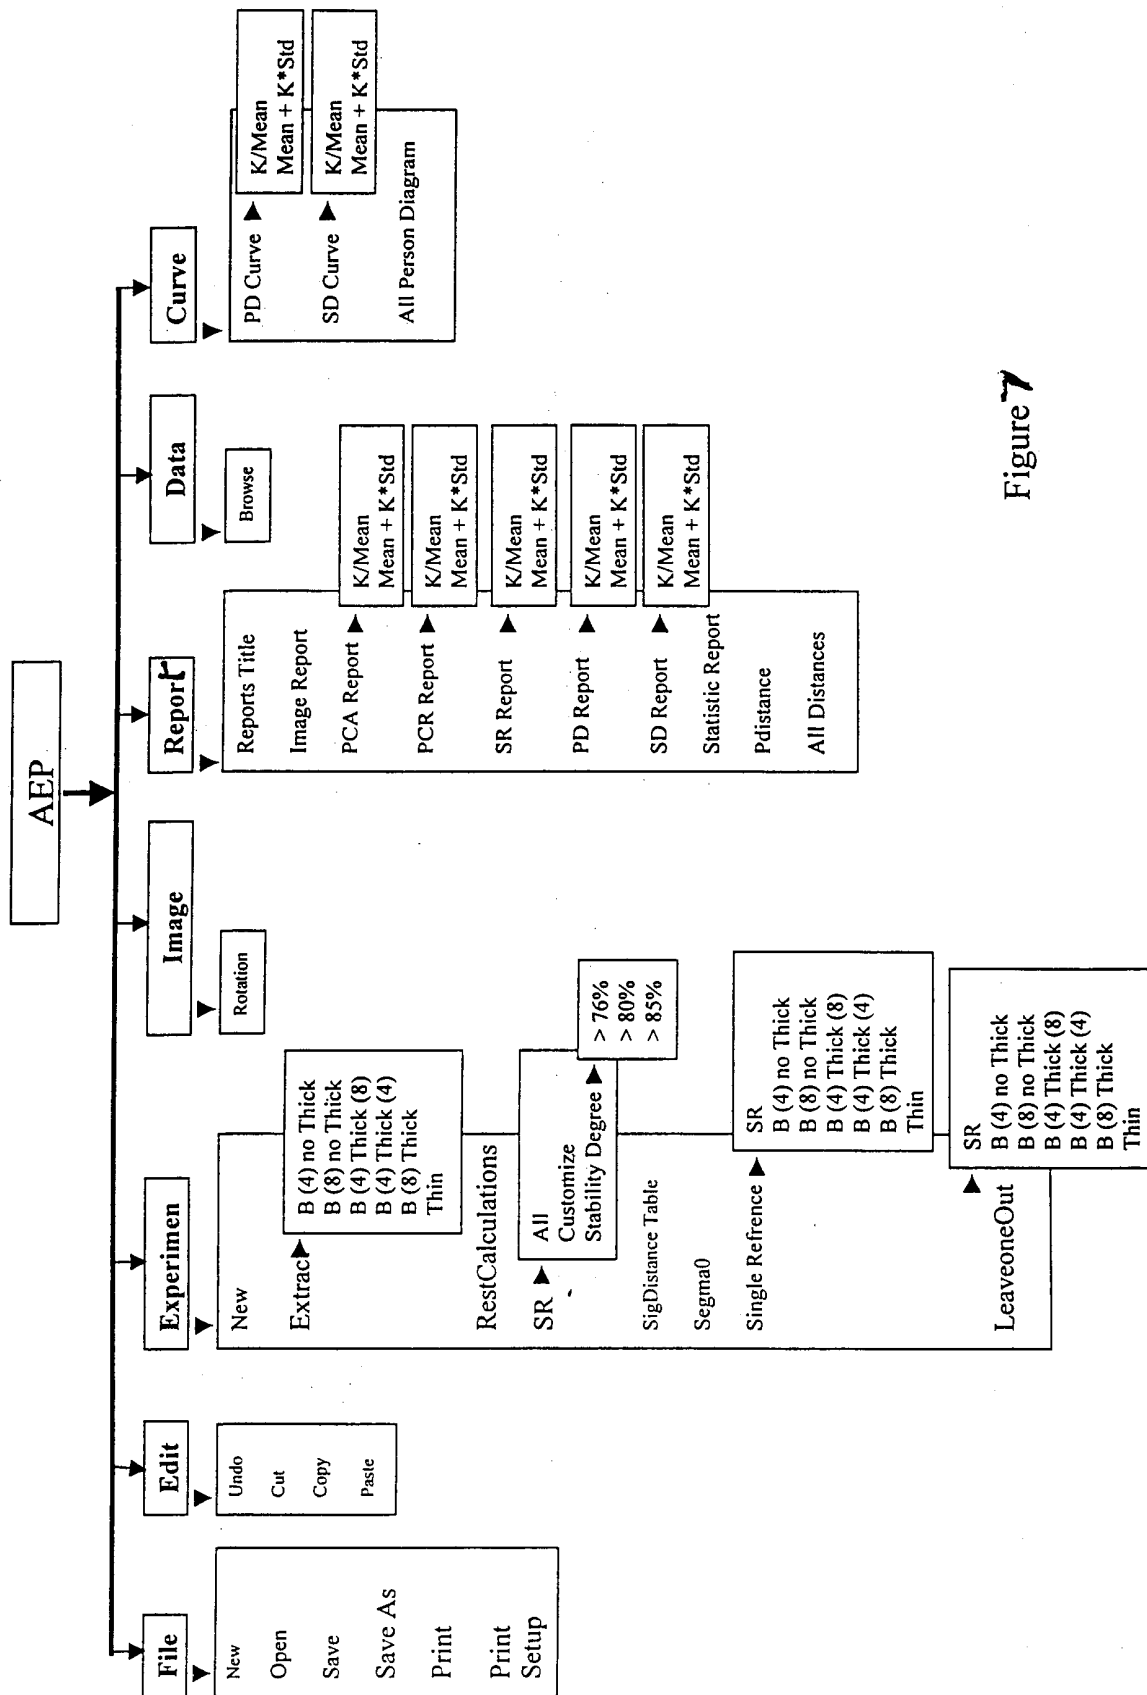 AEP
File
New
Open
Save
Save As
Print
Print
Setup
Edit
Undo
Cut
Copy
Paste
Experimen
New
Extract
B (4) no Thick
B (8) no Thick
B (4) Thick (8)
B (4) Thick (4)
B (8) Thick
Thin
RestCalculations
SR
All
Customize
Stability Degree
> 76%
> 80%
> 85%
SigDistance Table
Segma0
Single Refrence
SR
B (4) no Thick
B (8) no Thick
B (4) Thick (8)
B (4) Thick (4)
B (8) Thick
Thin
LeaveoneOut
SR
B (4) no Thick
B (8) no Thick
B (4) Thick (8)
B (4) Thick (4)
B (8) Thick
Thin
Image
Rotation
Report
Reports Title
Image Report
PCA Report
K/Mean
Mean + K*Std
PCR Report
K/Mean
Mean + K*Std
SR Report
K/Mean
Mean + K*Std
PD Report
K/Mean
Mean + K*Std
SD Report
K/Mean
Mean + K*Std
Statistic Report
Pdistance
All Distances
Data
Browse
Curve
PD Curve
K/Mean
Mean + K*Std
SD Curve
K/Mean
Mean + K*Std
All Person Diagram
Figure 7